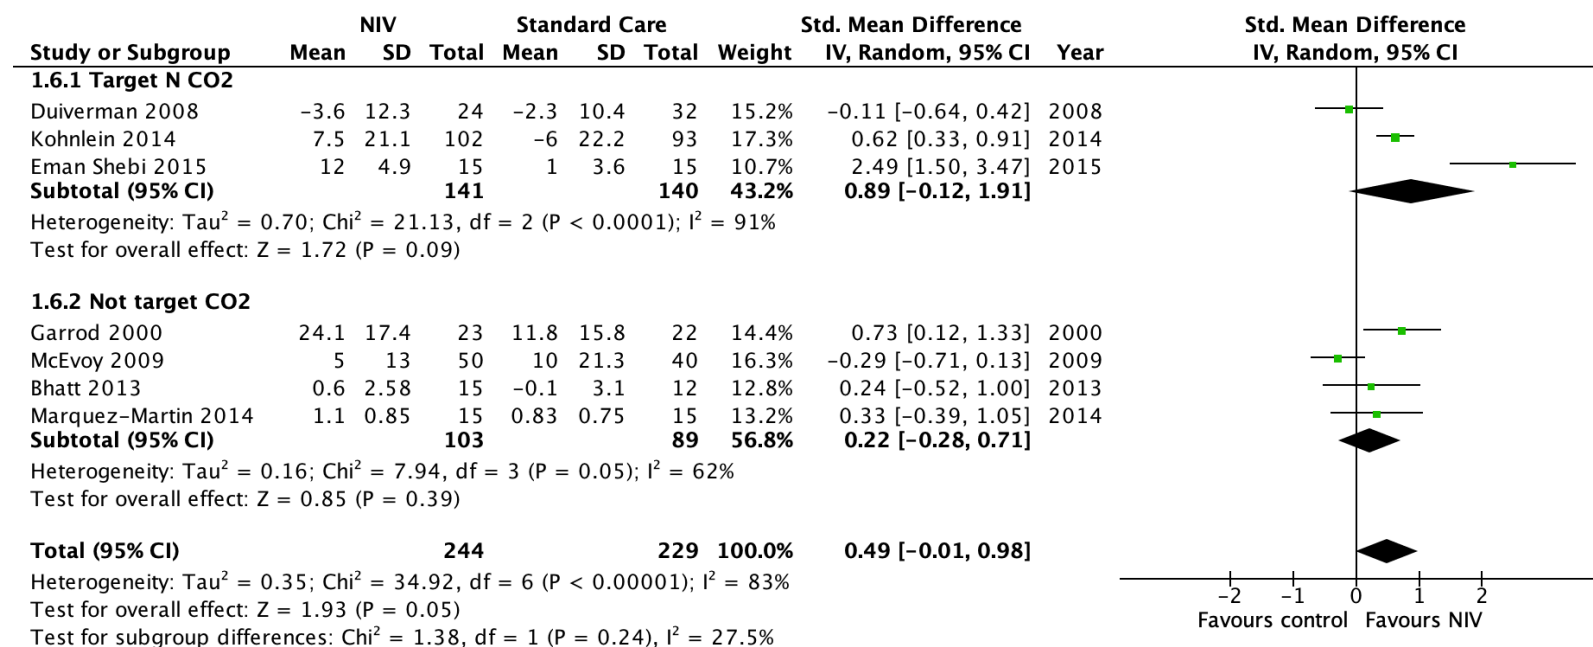 NIV Standard Care Std. Mean Difference Std. Mean Difference
Study or Subgroup Mean SD Total Mean SD Total Weight IV, Random, 95% CI Year IV, Random, 95% CI
1.6.1 Target N CO2
Duiverman 2008 −3.6 12.3 24 −2.3 10.4 32 15.2% −0.11 [−0.64, 0.42] 2008
Kohnlein 2014 7.5 21.1 102 −6 22.2 93 17.3% 0.62 [0.33, 0.91] 2014
Eman Shebi 2015 12 4.9 15 1 3.6 15 10.7% 2.49 [1.50, 3.47] 2015
Subtotal (95% CI) 141 140 43.2% 0.89 [−0.12, 1.91]
Heterogeneity: Tau² = 0.70; Chi² = 21.13, df = 2 (P < 0.0001); I² = 91%
Test for overall effect: Z = 1.72 (P = 0.09)
1.6.2 Not target CO2
Garrod 2000 24.1 17.4 23 11.8 15.8 22 14.4% 0.73 [0.12, 1.33] 2000
McEvoy 2009 5 13 50 10 21.3 40 16.3% −0.29 [−0.71, 0.13] 2009
Bhatt 2013 0.6 2.58 15 −0.1 3.1 12 12.8% 0.24 [−0.52, 1.00] 2013
Marquez−Martin 2014 1.1 0.85 15 0.83 0.75 15 13.2% 0.33 [−0.39, 1.05] 2014
Subtotal (95% CI) 103 89 56.8% 0.22 [−0.28, 0.71]
Heterogeneity: Tau² = 0.16; Chi² = 7.94, df = 3 (P = 0.05); I² = 62%
Test for overall effect: Z = 0.85 (P = 0.39)
Total (95% CI) 244 229 100.0% 0.49 [−0.01, 0.98]
Heterogeneity: Tau² = 0.35; Chi² = 34.92, df = 6 (P < 0.00001); I² = 83%
Test for overall effect: Z = 1.93 (P = 0.05)
Test for subgroup differences: Chi² = 1.38, df = 1 (P = 0.24), I² = 27.5%
−2 −1 0 1 2
Favours control Favours NIV